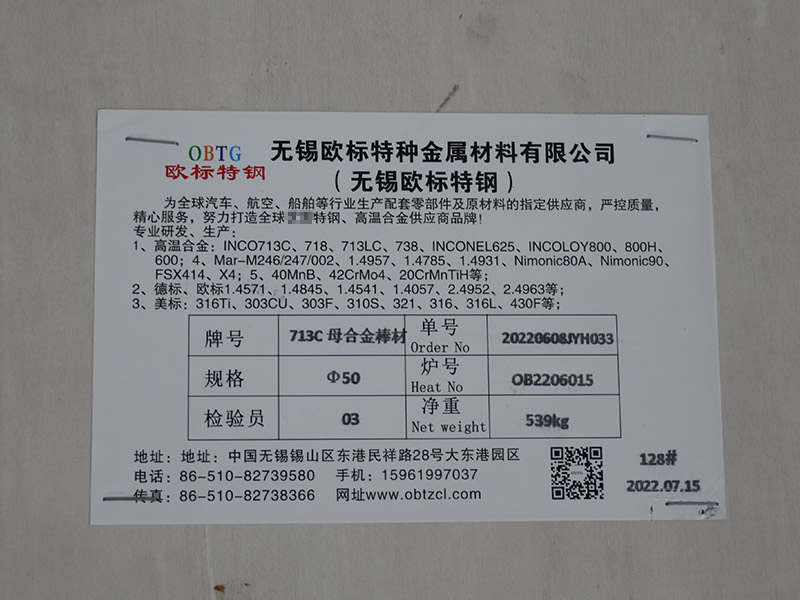 OBTG
欧标特钢
无锡欧标特种金属材料有限公司
（无锡欧标特钢）
为全球汽车、航空、船舶等行业生产配套零部件及原材料的指定供应商，严控质量，
精心服务，努力打造全球 特钢、高温合金供应商品牌！
专业研发、生产：
1、高温合金：INCO713C、718、713LC、738、INCONEL625、INCOLOY800、800H、
600；4、Mar-M246/247/002、1.4957、1.4785、1.4931、Nimonic80A、Nimonic90、
FSX414、X4；5、40MnB、42CrMo4、20CrMnTiH等；
2、德标、欧标1.4571、1.4845、1.4541、1.4057、2.4952、2.4963等；
3、美标：316Ti、303CU、303F、310S、321、316、316L、430F等；
牌号 713C 母合金棒材 单号 Order No 20220608JYH033
规格 Φ50 炉号 Heat No OB2206015
检验员 03 净重 Net weight 539kg
地址：地址：中国无锡锡山区东港民祥路28号大东港园区
电话：86-510-82739580 手机：15961997037
传真：86-510-82738366 网址www.obtzcl.com
128#
2022.07.15